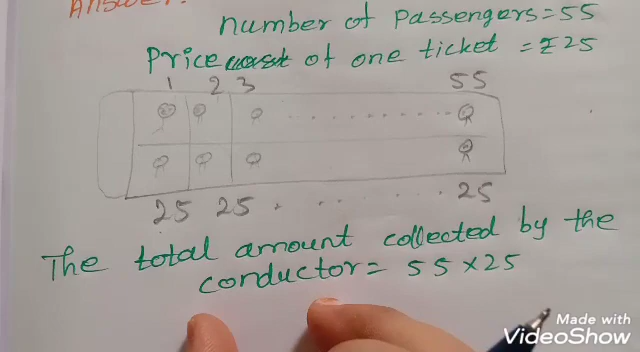 Answer:
number of passengers=55
Price of one ticket = ₹25
1 2 3 55
25 25 . . . . . . . 25
The total amount collected by the
conductor= 55×25
Made with
VideoShow